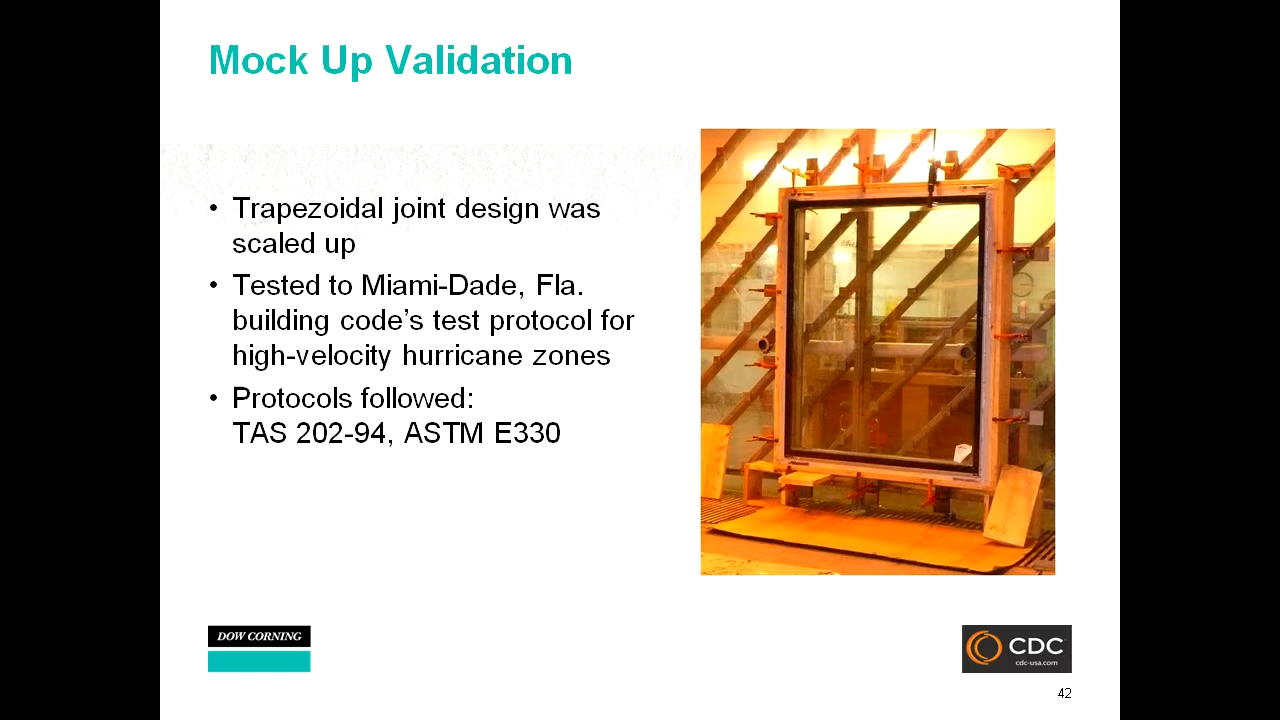 Mock Up Validation
• Trapezoidal joint design was
scaled up
• Tested to Miami-Dade, Fla.
building code’s test protocol for
high-velocity hurricane zones
• Protocols followed:
TAS 202-94, ASTM E330
DOW CORNING
CDC
cdc-usa.com
42